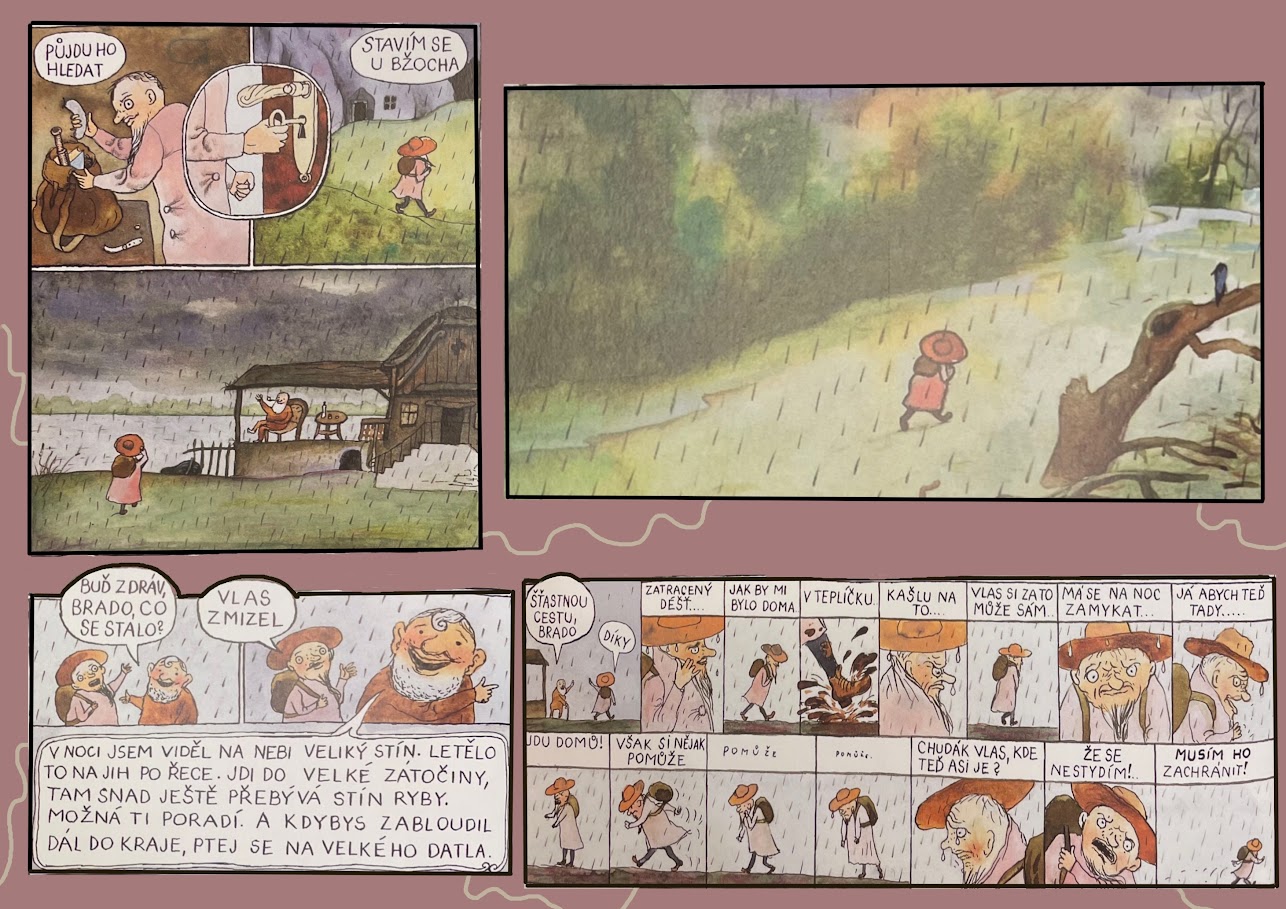 PŮJDU HO
HLEDAT
STAVÍM SE
U BŽOCHA
BUĎ ZDRÁV,
BRADO, CO
SE STALO?
VLAS
ZMIZEL
V NOCI JSEM VIDĚL NA NEBI VELIKÝ STÍN. LETĚLO
TO NA JIH PO ŘECE. JDI DO VELKÉ ZÁTOČINY,
TAM SNAD JEŠTĚ PŘEBÝVÁ STÍN RYBY.
MOŽNÁ TI PORADÍ. A KDYBYS ZABLOUDIL
DÁL DO KRAJE, PTEJ SE NA VELKÉHO DATLA.
ŠŤASTNOU
CESTU,
BRADO
DÍKY
ZATRACENÝ
DÉŠŤ....
JAK BY MI
BYLO DOMA
V TEPLÍČKU
KAŠLU NA
TO....
VLAS SI ZATO
MŮŽE SÁM..
MÁ SE NA NOC
ZAMYKAT...
JÁ ABYCH TEĎ
TADY.....
JDU DOMŮ!
VŠAK SI NĚJAK
POMŮŽE
POMŮŽE
POMŮŽE.
CHUDÁK VLAS, KDE
TEĎ ASI JE?
ŽE SE
NESTYDÍM!..
MUSÍM HO
ZACHRÁNIT!